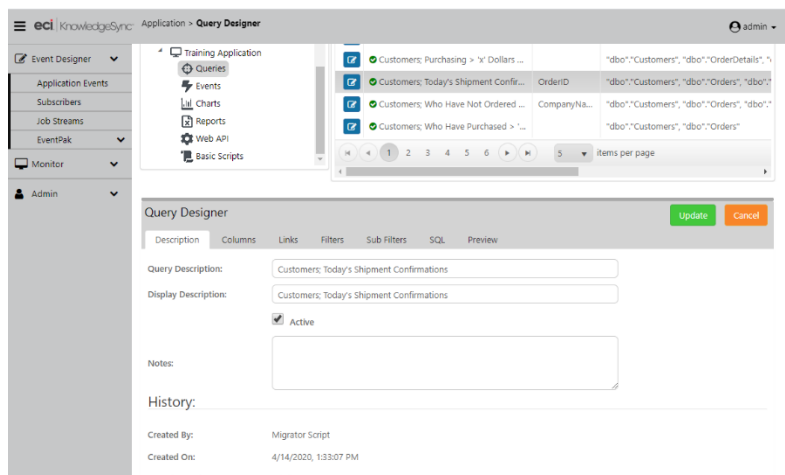 eci KnowledgeSync Application > Query Designer admin
Event Designer
Application Events
Subscribers
Job Streams
EventPak
Monitor
Admin
Training Application
Queries
Events
Charts
Reports
Web API
Basic Scripts
Customers; Purchasing > 'x' Dollars ... "dbo"."Customers", "dbo"."OrderDetails", "
Customers; Today's Shipment Confir... OrderID "dbo"."Customers", "dbo"."Orders", "dbo"."
Customers; Who Have Not Ordered ... CompanyNa... "dbo"."Customers", "dbo"."Orders", "dbo"."
Customers; Who Have Purchased > '... "dbo"."Customers", "dbo"."Orders"
1 2 3 4 5 6 5 items per page
Query Designer Update Cancel
Description Columns Links Filters Sub Filters SQL Preview
Query Description: Customers; Today's Shipment Confirmations
Display Description: Customers; Today's Shipment Confirmations
Active
Notes:
History:
Created By: Migrator Script
Created On: 4/14/2020, 1:33:07 PM